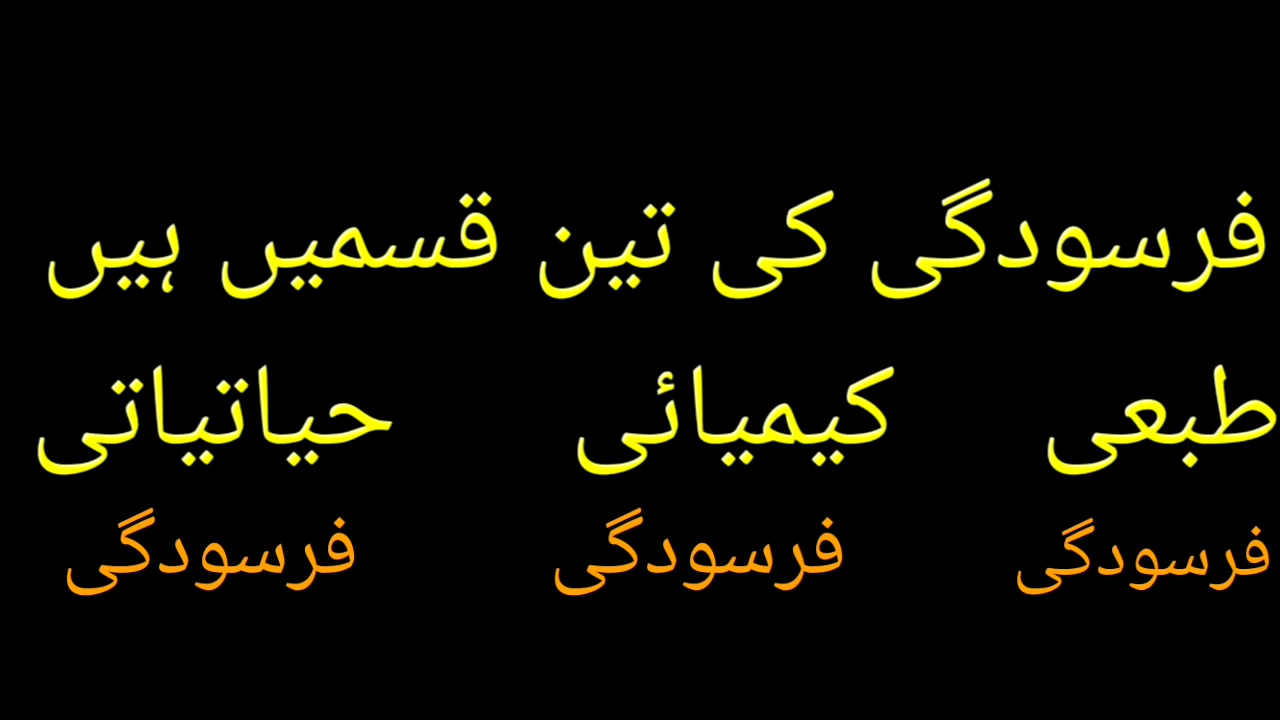 فرسودگی کی تین قسمیں ہیں
طبعی کیمیائی حیاتیاتی
فرسودگی فرسودگی فرسودگی